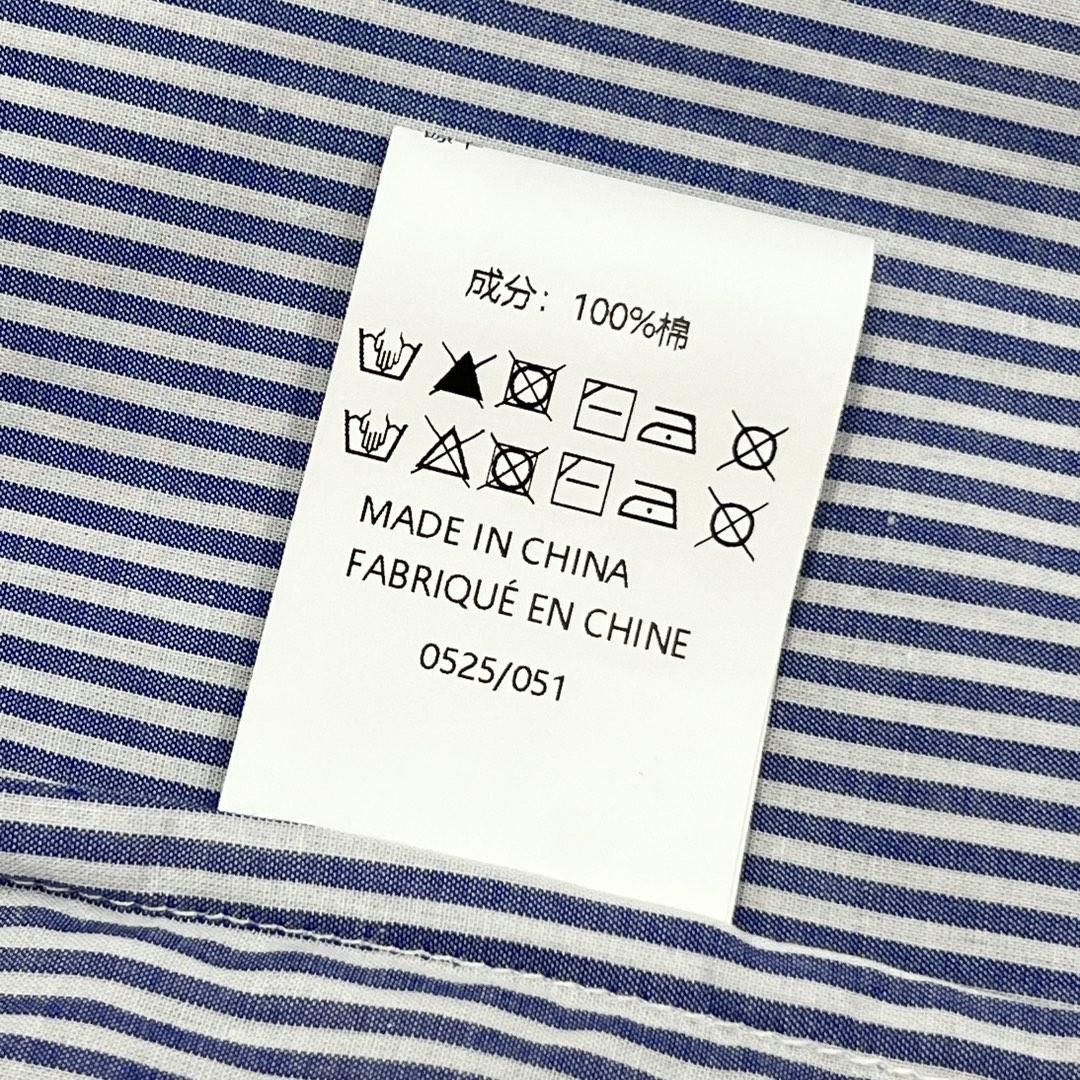 成分：100%棉
MADE IN CHINA
FABRIQUÉ EN CHINE
0525/051